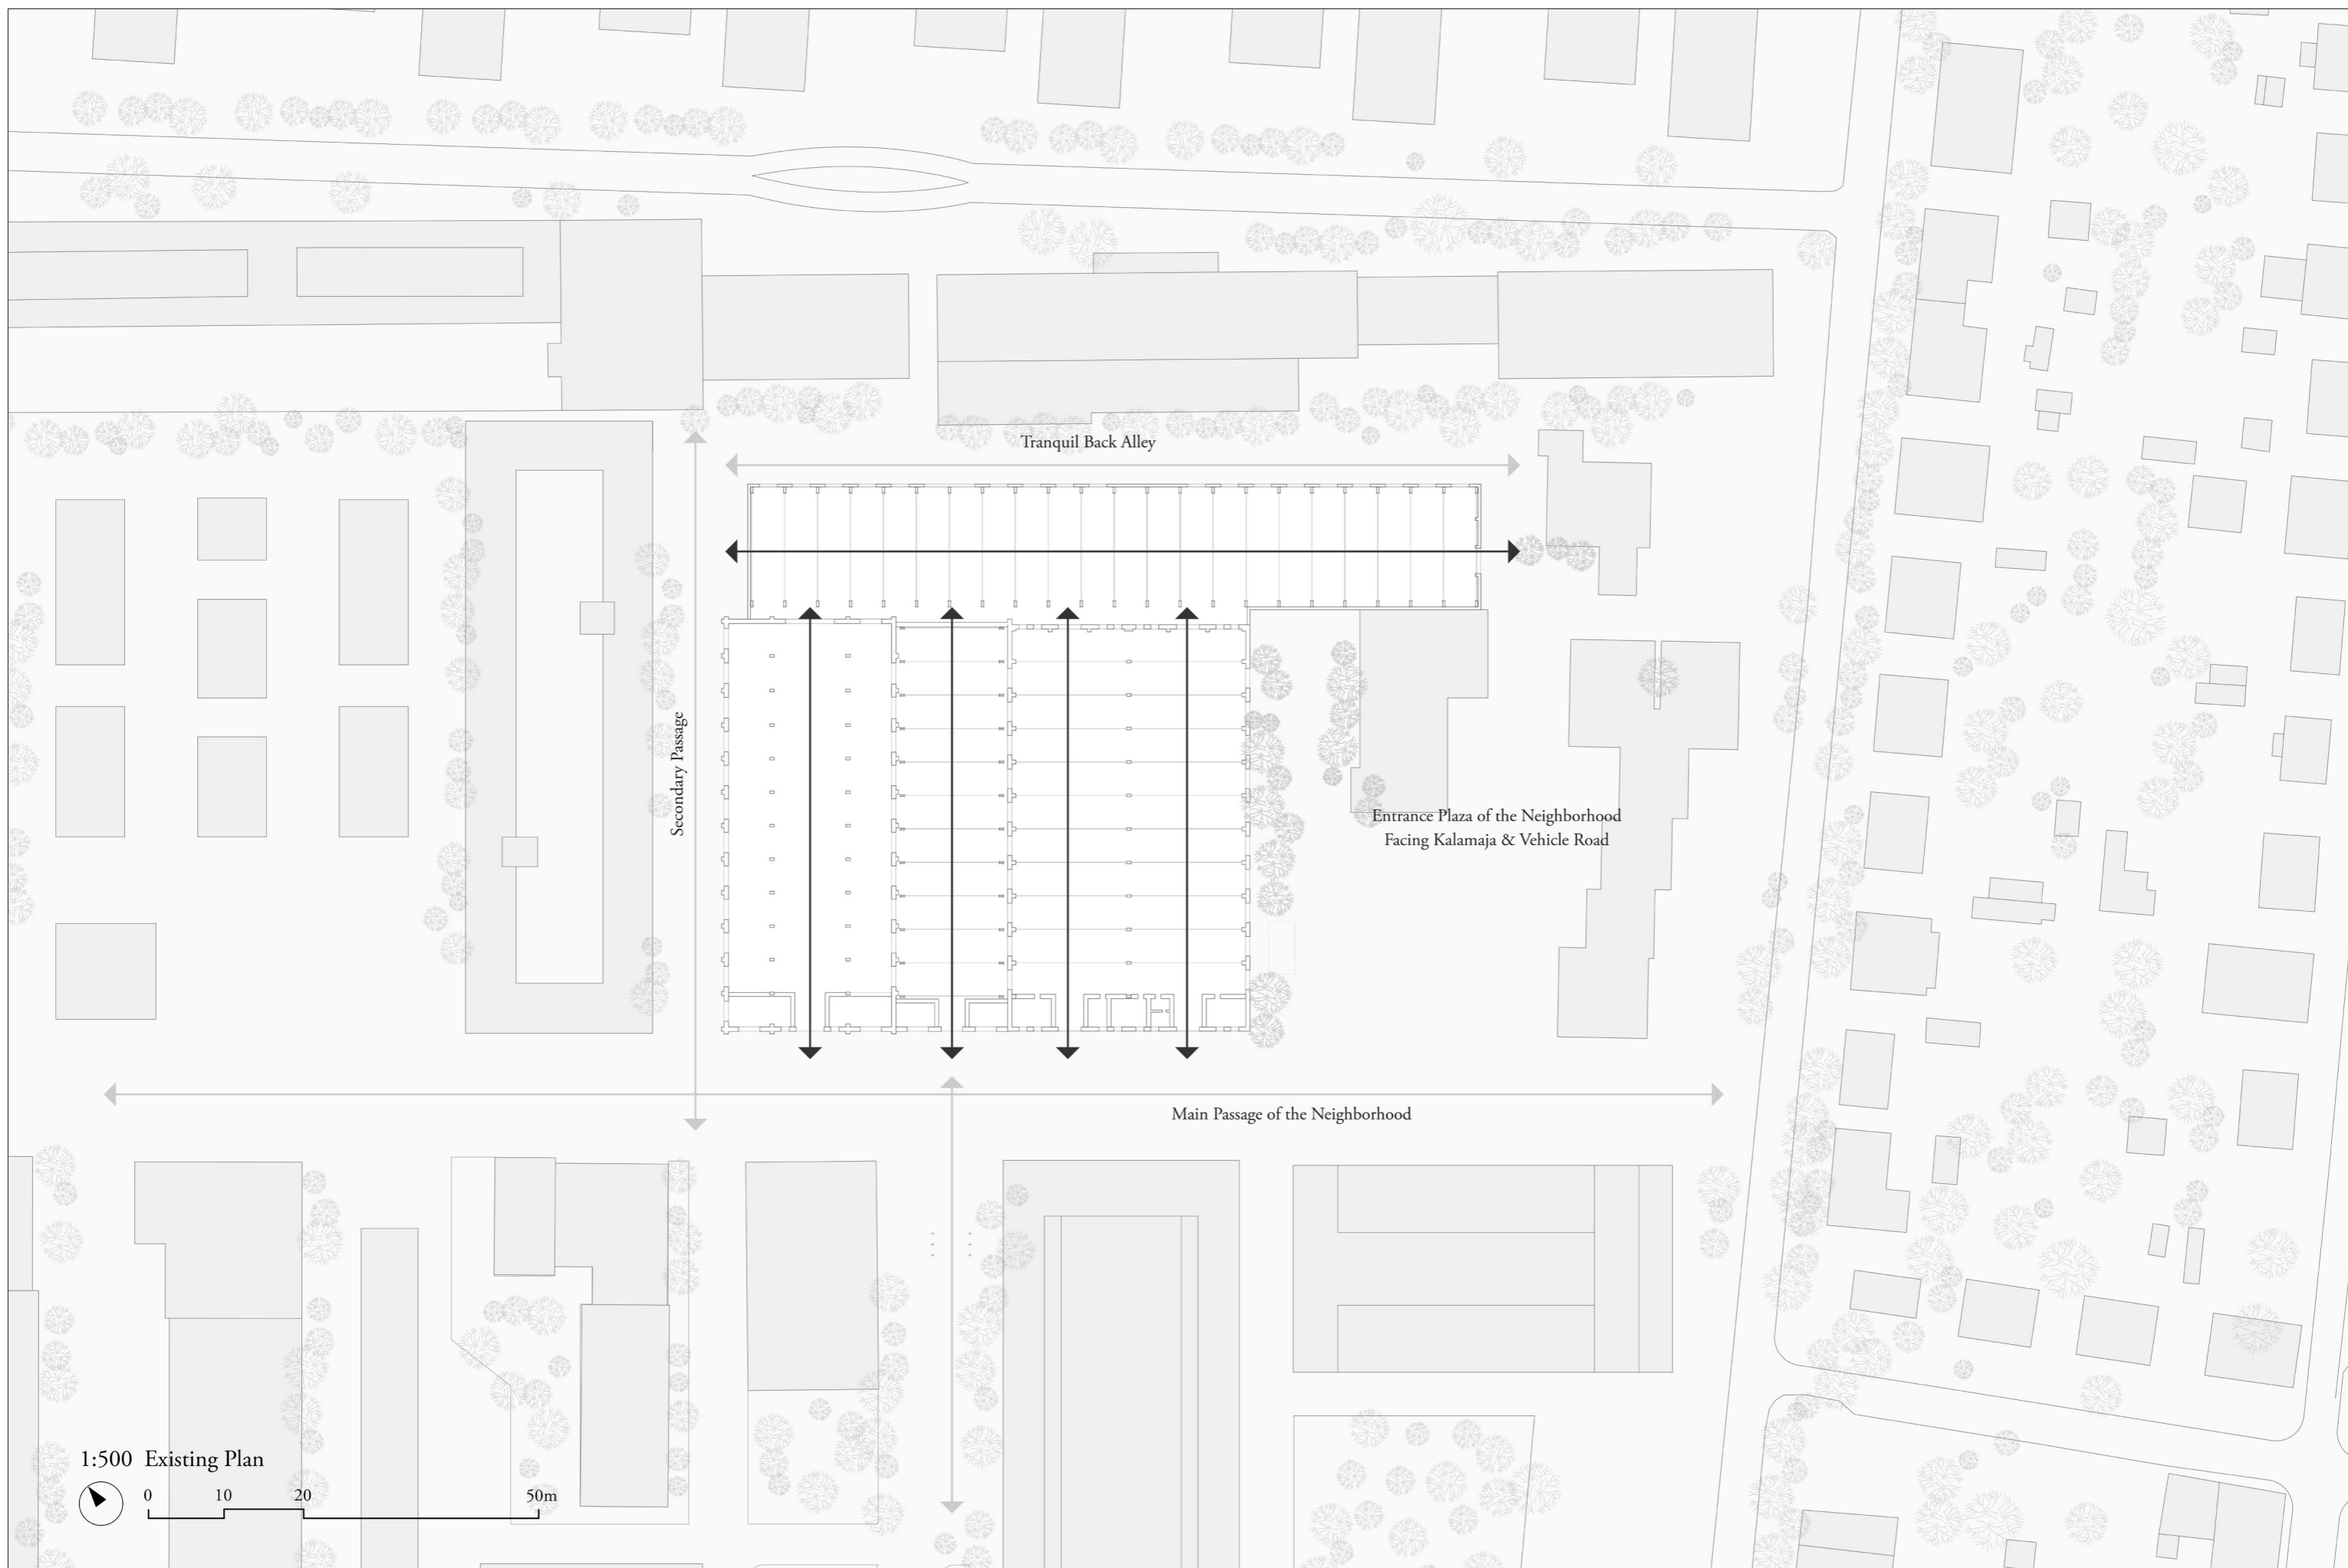 Tranquil Back Alley
Secondary Passage
Entrance Plaza of the Neighborhood
Facing Kalamaja & Vehicle Road
Main Passage of the Neighborhood
1:500 Existing Plan
0 10 20 50m